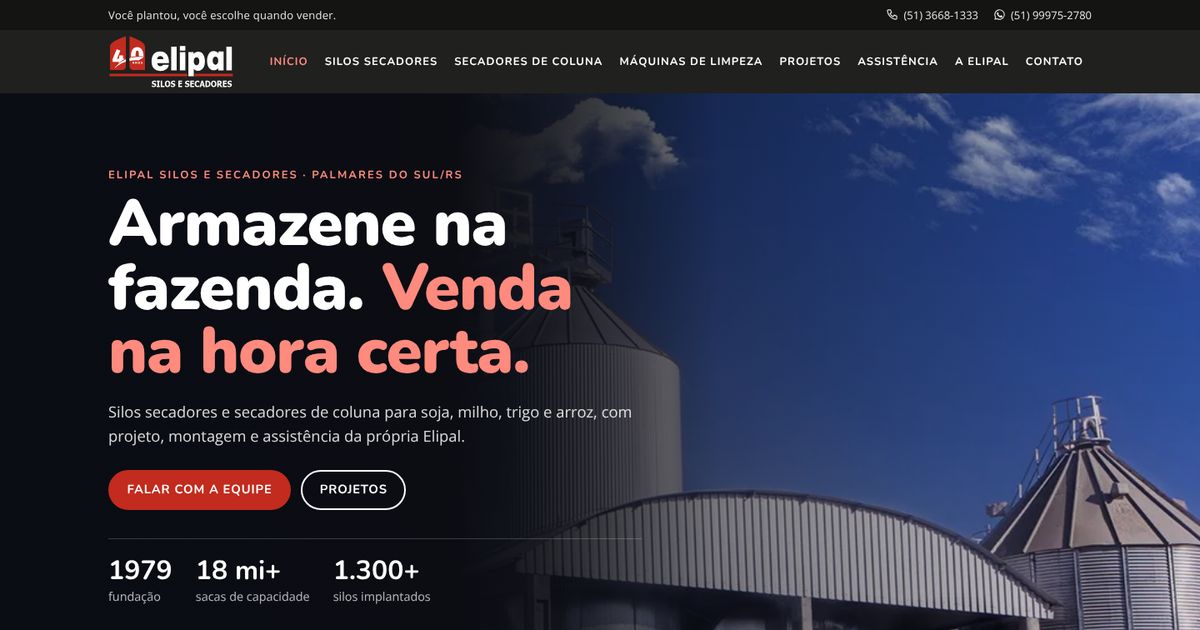 Você plantou, você escolhe quando vender.
(51) 3668-1333
(51) 99975-2780
40
elipal
SILOS E SECADORES
INÍCIO
SILOS SECADORES
SECADORES DE COLUNA
MÁQUINAS DE LIMPEZA
PROJETOS
ASSISTÊNCIA
A ELIPAL
CONTATO
ELIPAL SILOS E SECADORES · PALMARES DO SUL/RS
Armazene na
fazenda. Venda
na hora certa.
Silos secadores e secadores de coluna para soja, milho, trigo e arroz, com
projeto, montagem e assistência da própria Elipal.
FALAR COM A EQUIPE
PROJETOS
1979
fundação
18 mi+
sacas de capacidade
1.300+
silos implantados